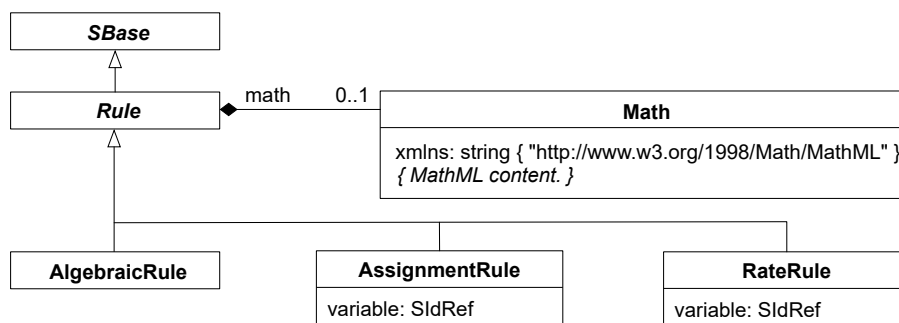 SBase
Rule
math
0..1
Math
xmlns: string { "http://www.w3.org/1998/Math/MathML" }
{ MathML content. }
AlgebraicRule
AssignmentRule
variable: SIdRef
RateRule
variable: SIdRef